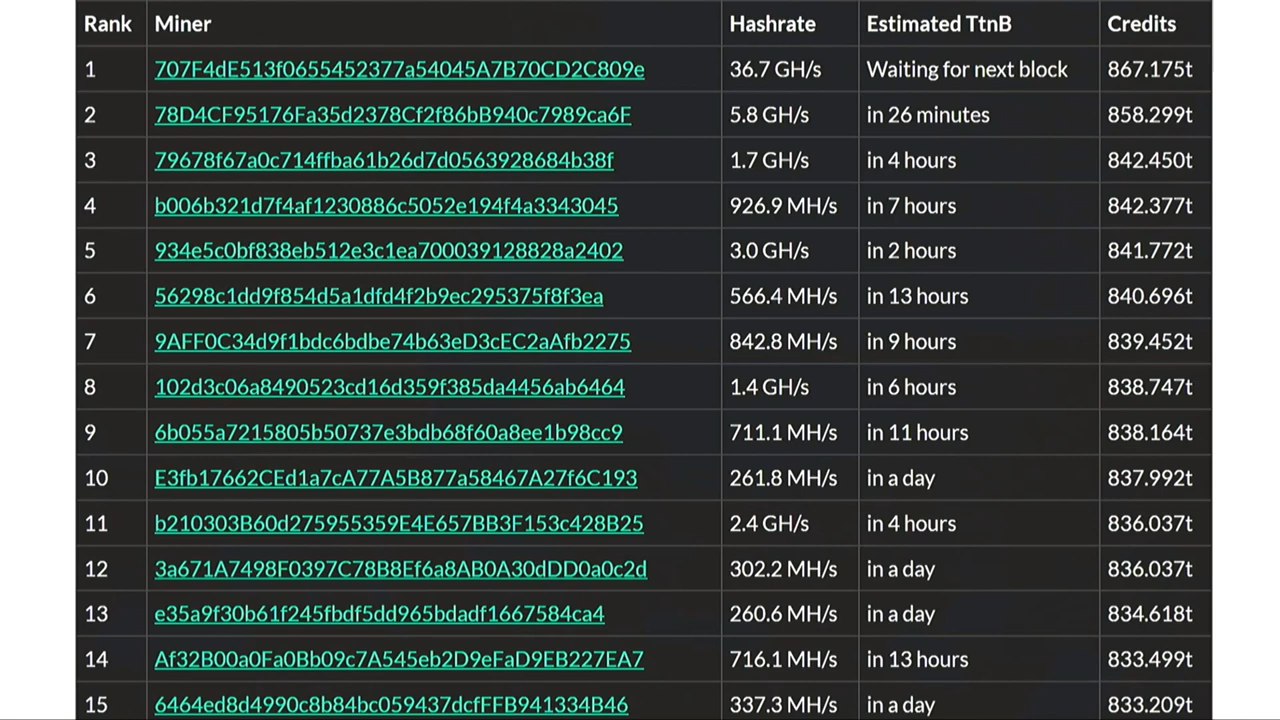 Rank Miner Hashrate Estimated TtnB Credits
1 707F4dE513f0655452377a54045A7B70CD2C809e 36.7 GH/s Waiting for next block 867.175t
2 78D4CF95176Fa35d2378Cf2f86bB940c7989ca6F 5.8 GH/s in 26 minutes 858.299t
3 79678f67a0c714ffba61b26d7d0563928684b38f 1.7 GH/s in 4 hours 842.450t
4 b006b321d7f4af1230886c5052e194f4a3343045 926.9 MH/s in 7 hours 842.377t
5 934e5c0bf838eb512e3c1ea700039128828a2402 3.0 GH/s in 2 hours 841.772t
6 56298c1dd9f854d5a1dfd4f2b9ec295375f8f3ea 566.4 MH/s in 13 hours 840.696t
7 9AFF0C34d9f1bdc6bdbe74b63eD3cEC2aAfb2275 842.8 MH/s in 9 hours 839.452t
8 102d3c06a8490523cd16d359f385da4456ab6464 1.4 GH/s in 6 hours 838.747t
9 6b055a7215805b50737e3bdb68f60a8ee1b98cc9 711.1 MH/s in 11 hours 838.164t
10 E3fb17662CEd1a7cA77A5B877a58467A27f6C193 261.8 MH/s in a day 837.992t
11 b210303B60d275955359E4E657BB3F153c428B25 2.4 GH/s in 4 hours 836.037t
12 3a671A7498F0397C78B8Ef6a8AB0A30dDD0a0c2d 302.2 MH/s in a day 836.037t
13 e35a9f30b61f245fbdf5dd965bdadf1667584ca4 260.6 MH/s in a day 834.618t
14 Af32B00a0Fa0Bb09c7A545eb2D9eFaD9EB227EA7 716.1 MH/s in 13 hours 833.499t
15 6464ed8d4990c8b84bc059437dcfFFB941334B46 337.3 MH/s in a day 833.209t